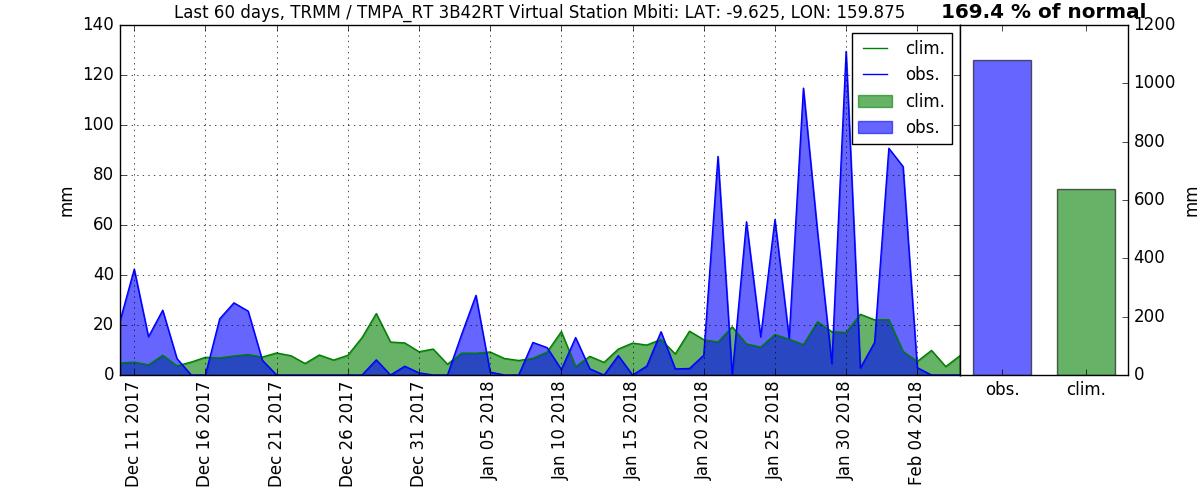 Last 60 days, TRMM / TMPA_RT 3B42RT Virtual Station Mbiti: LAT: -9.625, LON: 159.875
169.4 % of normal
140
120
100
80
60
40
20
0
mm
clim.
obs.
clim.
obs.
1200
1000
800
600
400
200
0
mm
Dec 11 2017
Dec 16 2017
Dec 21 2017
Dec 26 2017
Dec 31 2017
Jan 05 2018
Jan 10 2018
Jan 15 2018
Jan 20 2018
Jan 25 2018
Jan 30 2018
Feb 04 2018
obs.
clim.